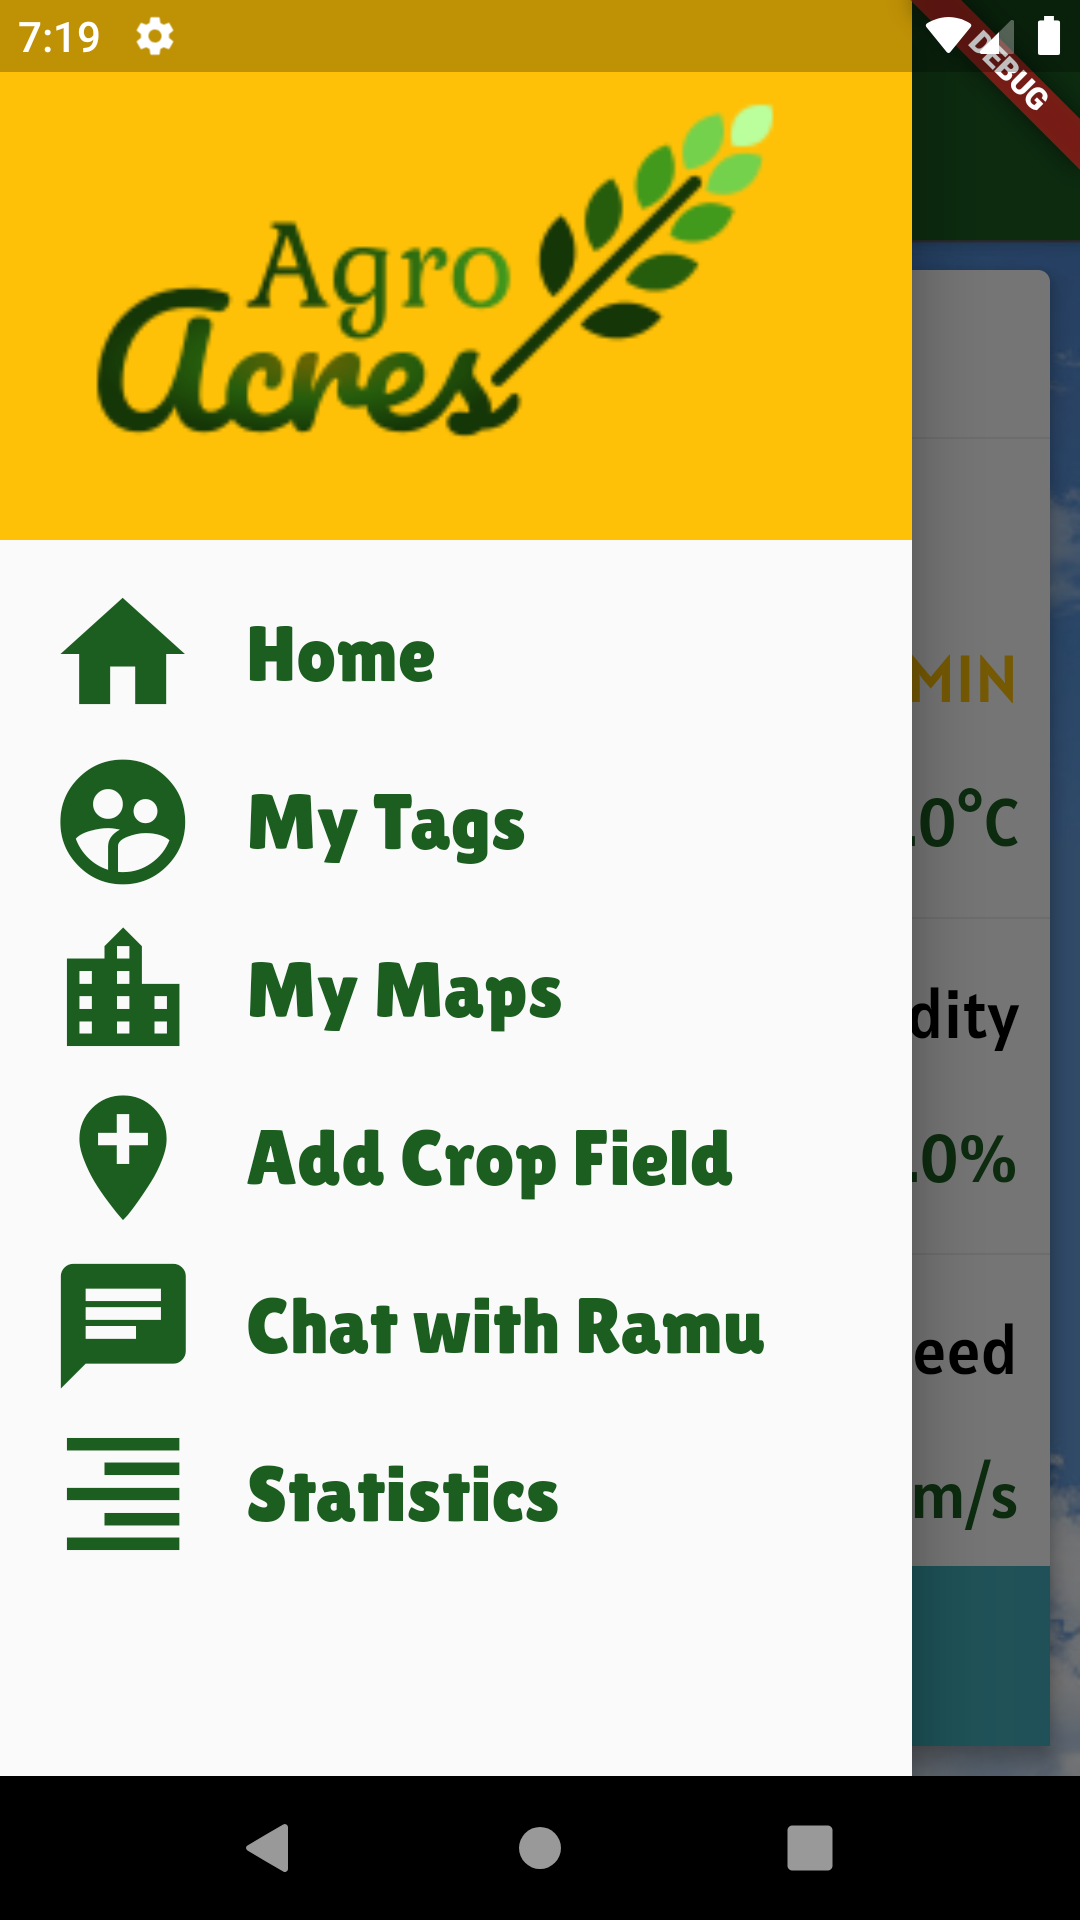 7:19
DEBUG
Agro
Acres
Home
MIN
My Tags
0°C
My Maps
dity
Add Crop Field
0%
Chat with Ramu
eed
Statistics
m/s